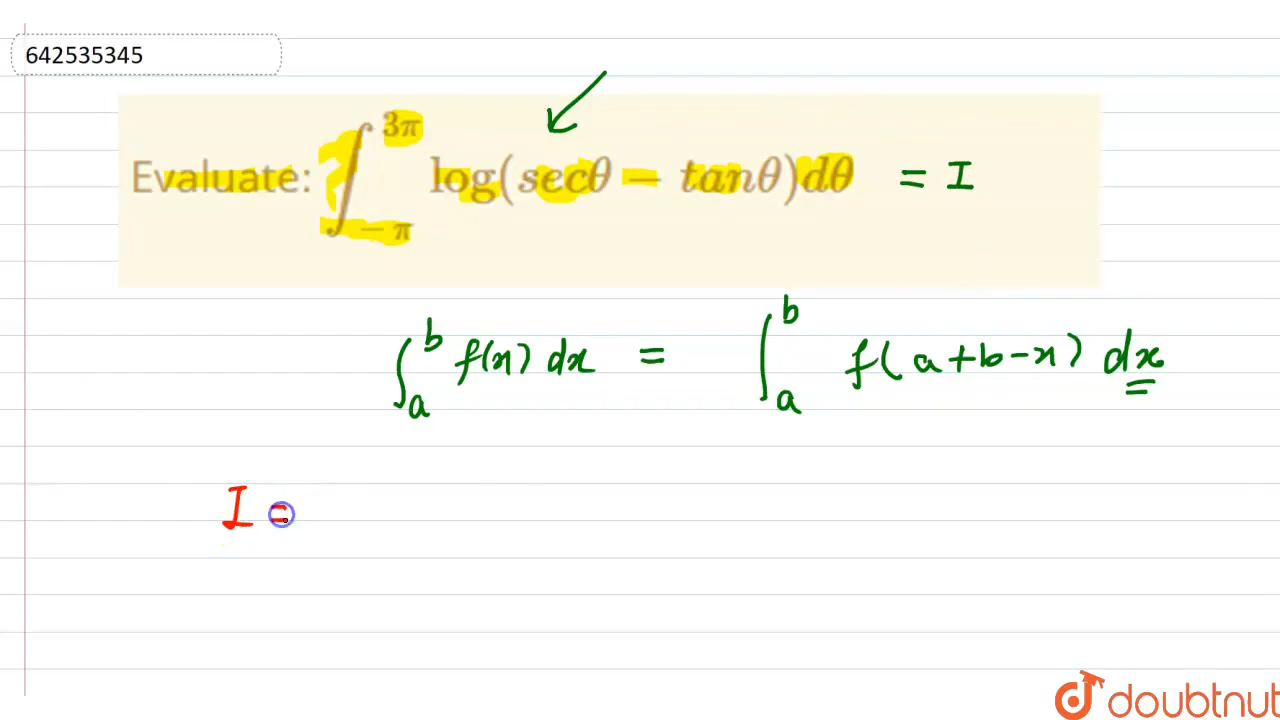 642535345
Evaluate: ∫_{-π}^{3π} log(secθ − tanθ)dθ = I
∫_a^b f(x) dx = ∫_a^b f(a+b-x) dx
I =
doubtnut